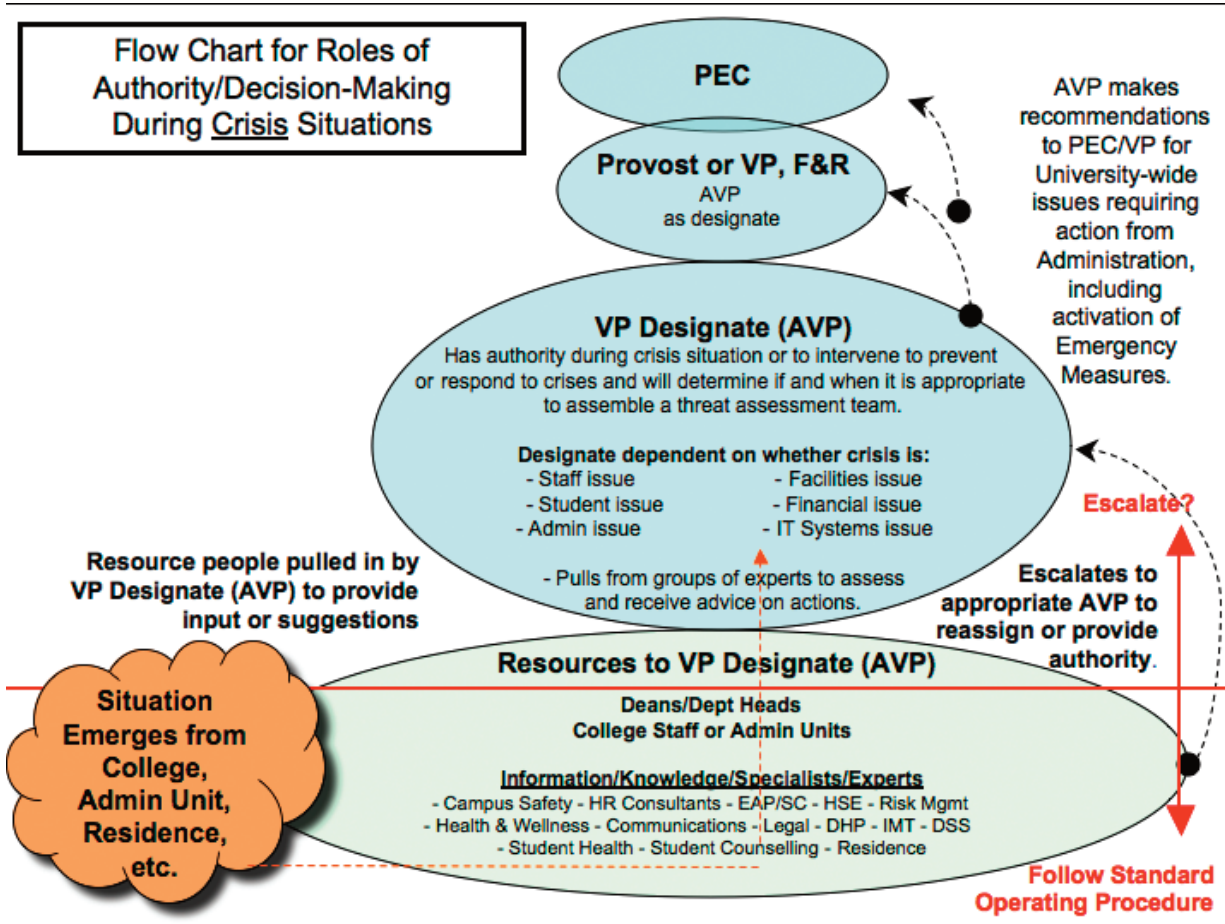 Flow Chart for Roles of
Authority/Decision-Making
During Crisis Situations
PEC
Provost or VP, F&R
AVP
as designate
AVP makes
recommendations
to PEC/VP for
University-wide
issues requiring
action from
Administration,
including
activation of
Emergency
Measures.
VP Designate (AVP)
Has authority during crisis situation or to intervene to prevent
or respond to crises and will determine if and when it is appropriate
to assemble a threat assessment team.
Designate dependent on whether crisis is:
- Staff issue - Facilities issue
- Student issue - Financial issue
- Admin issue - IT Systems issue
- Pulls from groups of experts to assess
and receive advice on actions.
Resource people pulled in by
VP Designate (AVP) to provide
input or suggestions
Escalate?
Escalates to
appropriate AVP to
reassign or provide
authority.
Situation
Emerges from
College,
Admin Unit,
Residence,
etc.
Resources to VP Designate (AVP)
Deans/Dept Heads
College Staff or Admin Units
Information/Knowledge/Specialists/Experts
- Campus Safety - HR Consultants - EAP/SC - HSE - Risk Mgmt
- Health & Wellness - Communications - Legal - DHP - IMT - DSS
- Student Health - Student Counselling - Residence
Follow Standard
Operating Procedure